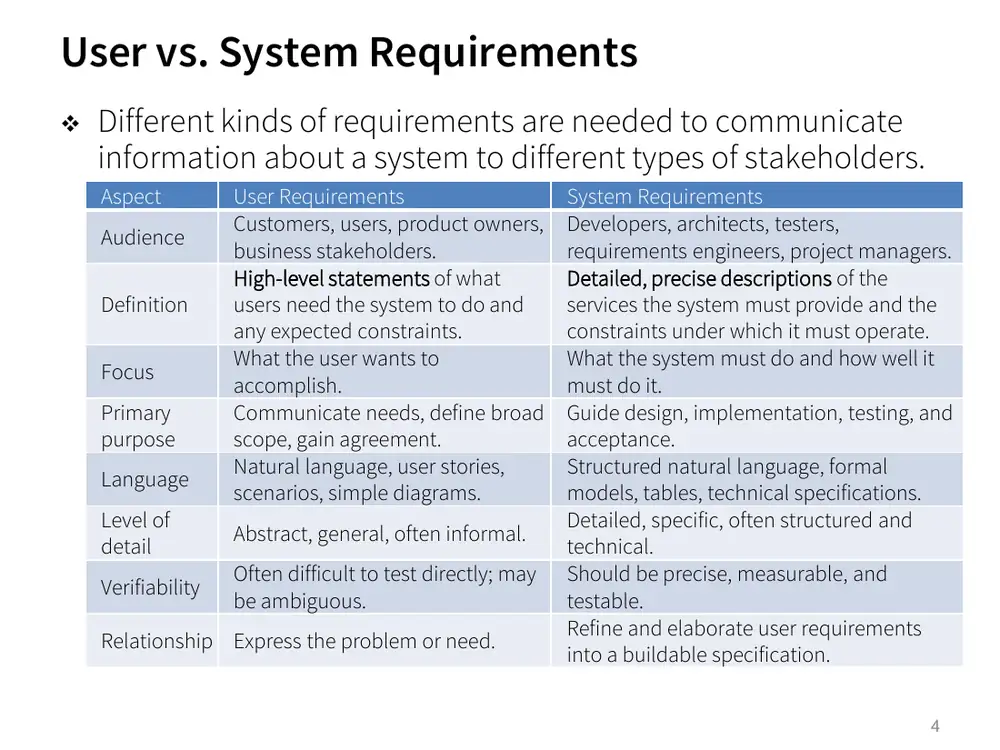 User vs. System Requirements
❖ Different kinds of requirements are needed to communicate
information about a system to different types of stakeholders.
Aspect User Requirements System Requirements
Audience
Customers, users, product owners,
business stakeholders.
Developers, architects, testers,
requirements engineers, project managers.
Definition
High-level statements of what
users need the system to do and
any expected constraints.
Detailed, precise descriptions of the
services the system must provide and the
constraints under which it must operate.
Focus
What the user wants to
accomplish.
What the system must do and how well it
must do it.
Primary
purpose
Communicate needs, define broad
scope, gain agreement.
Guide design, implementation, testing, and
acceptance.
Language
Natural language, user stories,
scenarios, simple diagrams.
Structured natural language, formal
models, tables, technical specifications.
Level of
detail
Abstract, general, often informal.
Detailed, specific, often structured and
technical.
Verifiability
Often difficult to test directly; may
be ambiguous.
Should be precise, measurable, and
testable.
Relationship
Express the problem or need.
Refine and elaborate user requirements
into a buildable specification.
4